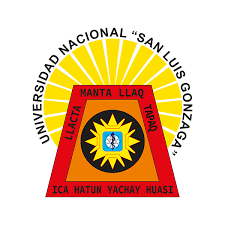 UNIVERSIDAD NACIONAL "SAN LUIS GONZAGA"
MANTA LLAQ
LLACTA
TAPAQ
ICA HATUN YACHAY HUASI